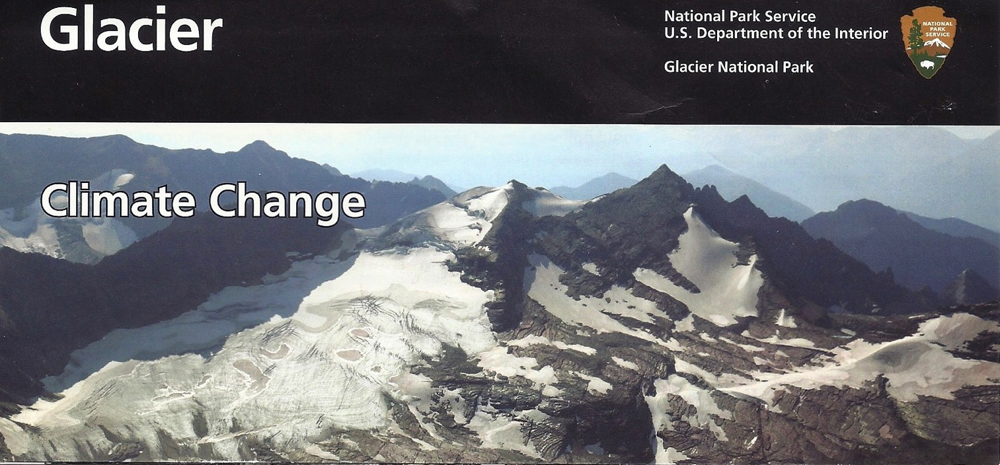 Glacier
National Park Service
U.S. Department of the Interior
Glacier National Park
NATIONAL
PARK
SERVICE
Climate Change